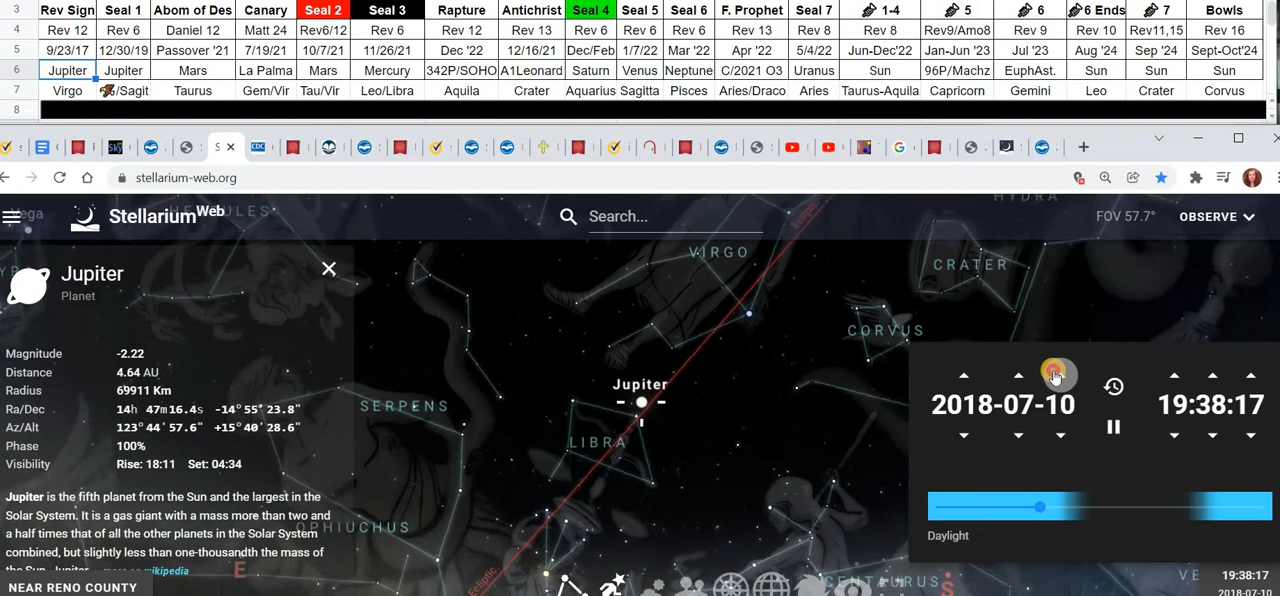 3 Rev Sign Seal 1 Abom of Des Canary Seal 2 Seal 3 Rapture Antichrist Seal 4 Seal 5 Seal 6 F. Prophet Seal 7 1-4 5 6 6 Ends 7 Bowls
4 Rev 12 Rev 6 Daniel 12 Matt 24 Rev6/12 Rev 6 Rev 12 Rev 13 Rev 6 Rev 6 Rev 6 Rev 13 Rev 8 Rev 8 Rev9/Amo8 Rev 9 Rev 10 Rev11,15 Rev 16
5 9/23/17 12/30/19 Passover '21 7/19/21 10/7/21 11/26/21 Dec '22 12/16/21 Dec/Feb 1/7/22 Mar '22 Apr '22 5/4/22 Jun-Dec'22 Jan-Jun '23 Jul '23 Aug '24 Sep '24 Sept-Oct'24
6 Jupiter Jupiter Mars La Palma Mars Mercury 342P/SOHO A1Leonard Saturn Venus Neptune C/2021 O3 Uranus Sun 96P/Machz EuphAst. Sun Sun Sun
7 Virgo /Sagit Taurus Gem/Vir Tau/Vir Leo/Libra Aquila Crater Aquarius Sagitta Pisces Aries/Draco Aries Taurus-Aquila Capricorn Gemini Leo Crater Corvus
8
S
CDC
Sky
G
stellarium-web.org
Vega
HERCULES
HYDRA
Stellarium Web
Search...
FOV 57.7°
OBSERVE
Ecliptic
VIRGO
CRATER
Jupiter
Planet
CORVUS
Jupiter
Magnitude -2.22
Distance 4.64 AU
Radius 69911 Km
Ra/Dec 14h 47m16.4s -14°55'23.8"
Az/Alt 123°44'57.6" +15°40'28.6"
Phase 100%
Visibility Rise: 18:11 Set: 04:34
SERPENS
LIBRA
2018-07-10
19:38:17
Jupiter is the fifth planet from the Sun and the largest in the
Solar System. It is a gas giant with a mass more than two and
a half times that of all the other planets in the Solar System
combined, but slightly less than one-thousandth the mass of
the Sun. Jupiter more on wikipedia
OPHIUCHUS
Daylight
E
Ecliptic
CENTAURUS
S
VE
NEAR RENO COUNTY
19:38:17
2018-07-10